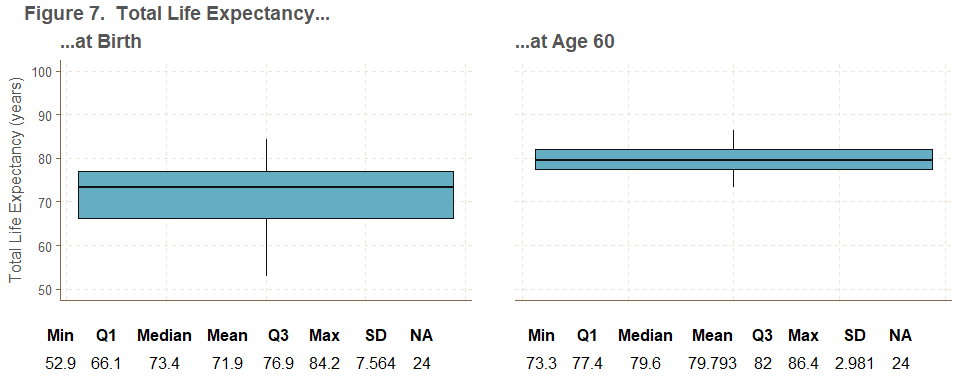 Figure 7.  Total Life Expectancy...
...at Birth
...at Age 60
Total Life Expectancy (years)
100
90
80
70
60
50
Min Q1 Median Mean Q3 Max SD NA
52.9 66.1 73.4 71.9 76.9 84.2 7.564 24
Min Q1 Median Mean Q3 Max SD NA
73.3 77.4 79.6 79.793 82 86.4 2.981 24